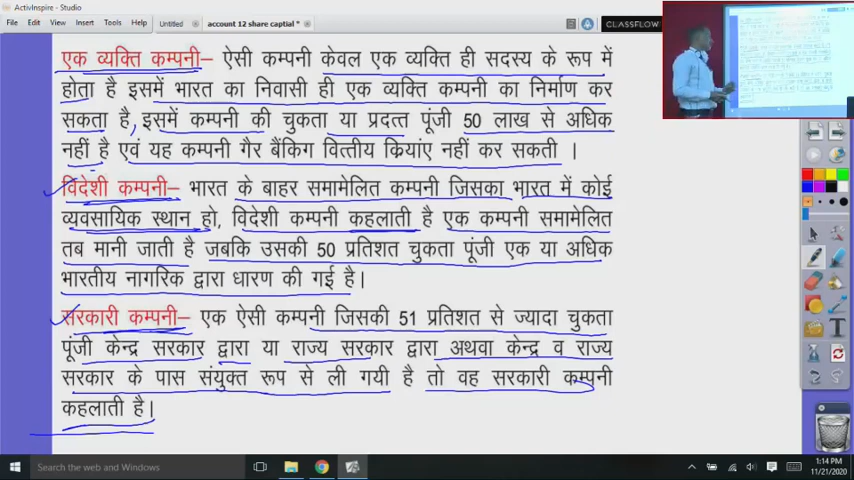 ActivInspire - Studio
File Edit View Insert Tools Help
Untitled
account 12 share captial *
CLASSFLOW
एक व्यक्ति कम्पनी– ऐसी कम्पनी केवल एक व्यक्ति ही सदस्य के रूप में
होता है इसमें भारत का निवासी ही एक व्यक्ति कम्पनी का निर्माण कर
सकता है, इसमें कम्पनी की चुकता या प्रदत्त पूंजी 50 लाख से अधिक
नहीं है एवं यह कम्पनी गैर बैंकिग वित्तीय क्रियांए नहीं कर सकती ।
विदेशी कम्पनी– भारत के बाहर समामेलित कम्पनी जिसका भारत में कोई
व्यवसायिक स्थान हो, विदेशी कम्पनी कहलाती है एक कम्पनी समामेलित
तब मानी जाती है जबकि उसकी 50 प्रतिशत चुकता पूंजी एक या अधिक
भारतीय नागरिक द्वारा धारण की गई है।
सरकारी कम्पनी– एक ऐसी कम्पनी जिसकी 51 प्रतिशत से ज्यादा चुकता
पूंजी केन्द्र सरकार द्वारा या राज्य सरकार द्वारा अथवा केन्द्र व राज्य
सरकार के पास संयुक्त रूप से ली गयी है तो वह सरकारी कम्पनी
कहलाती है।
Search the web and Windows
1:14 PM
11/21/2020